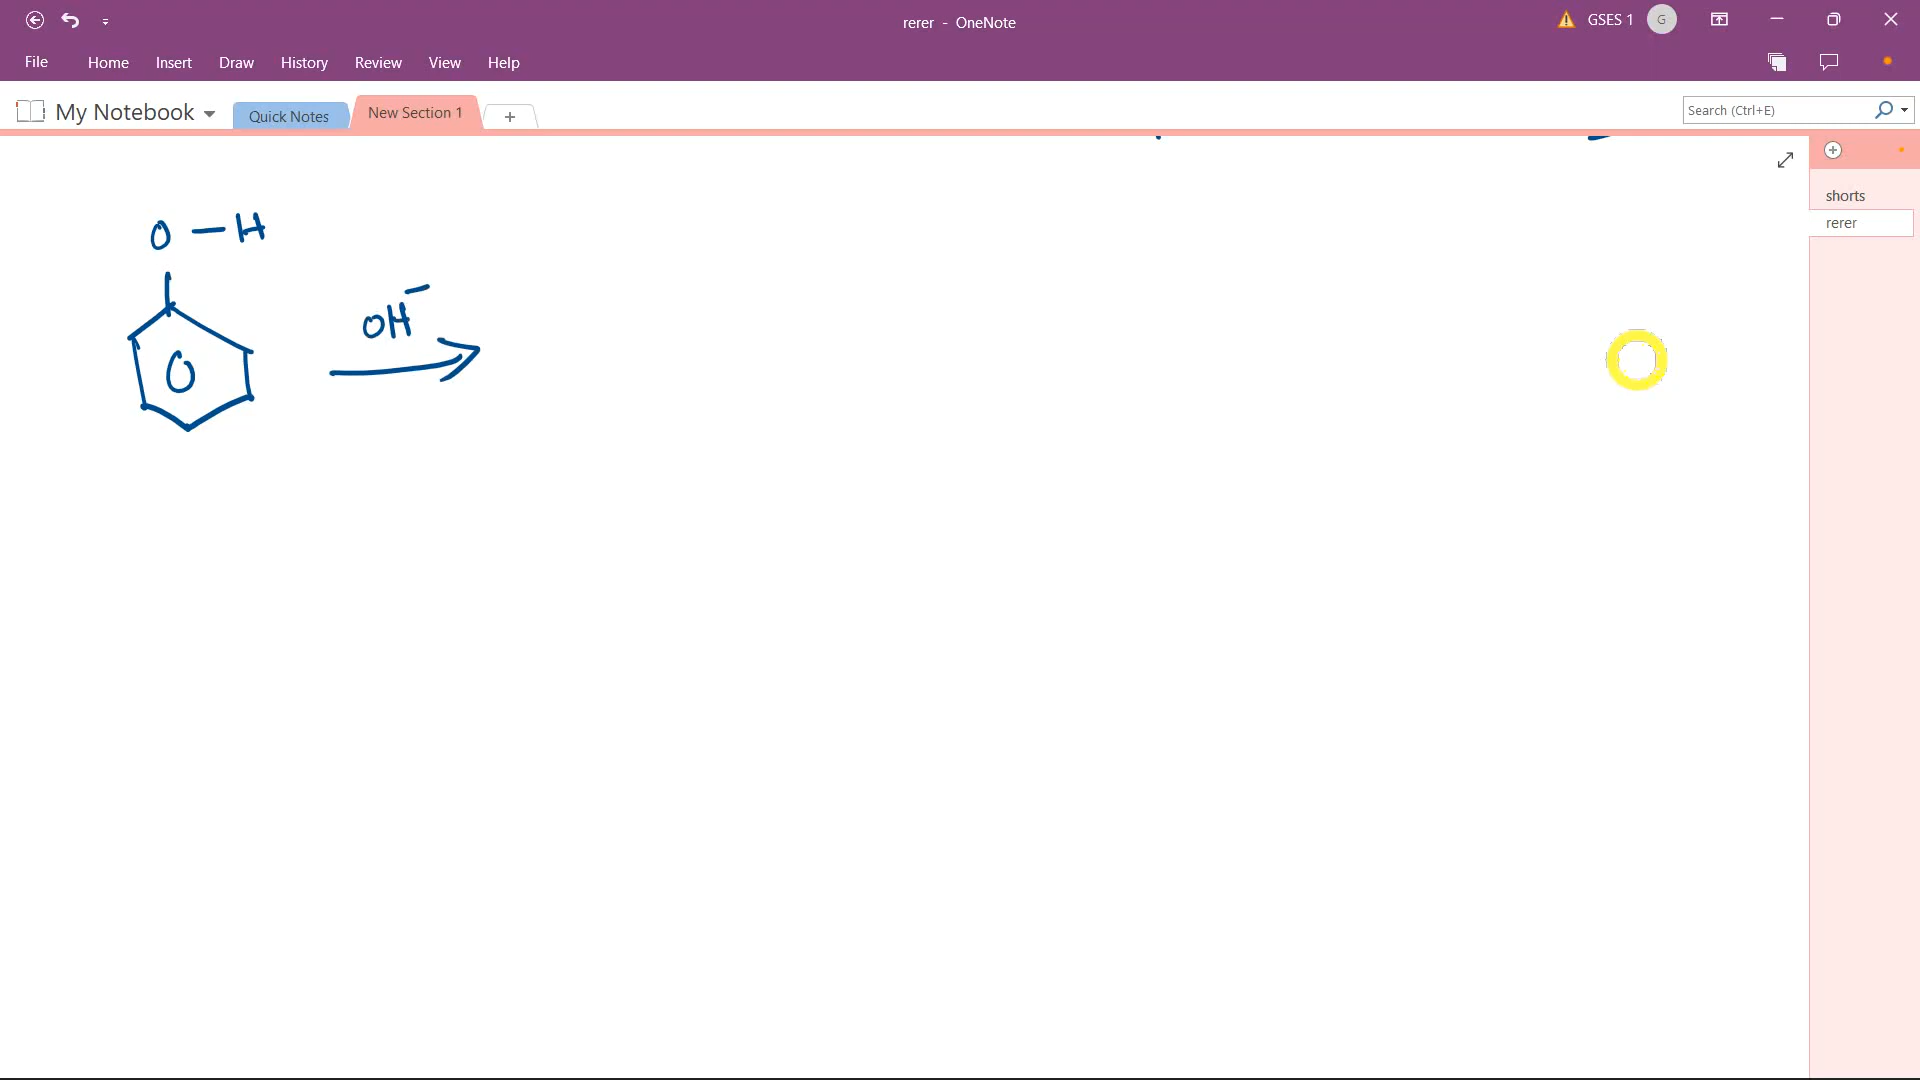 rerer - OneNote
GSES 1
G
File Home Insert Draw History Review View Help
My Notebook
Quick Notes
New Section 1
+
Search (Ctrl+E)
shorts
rerer
O — H
OH⁻
O